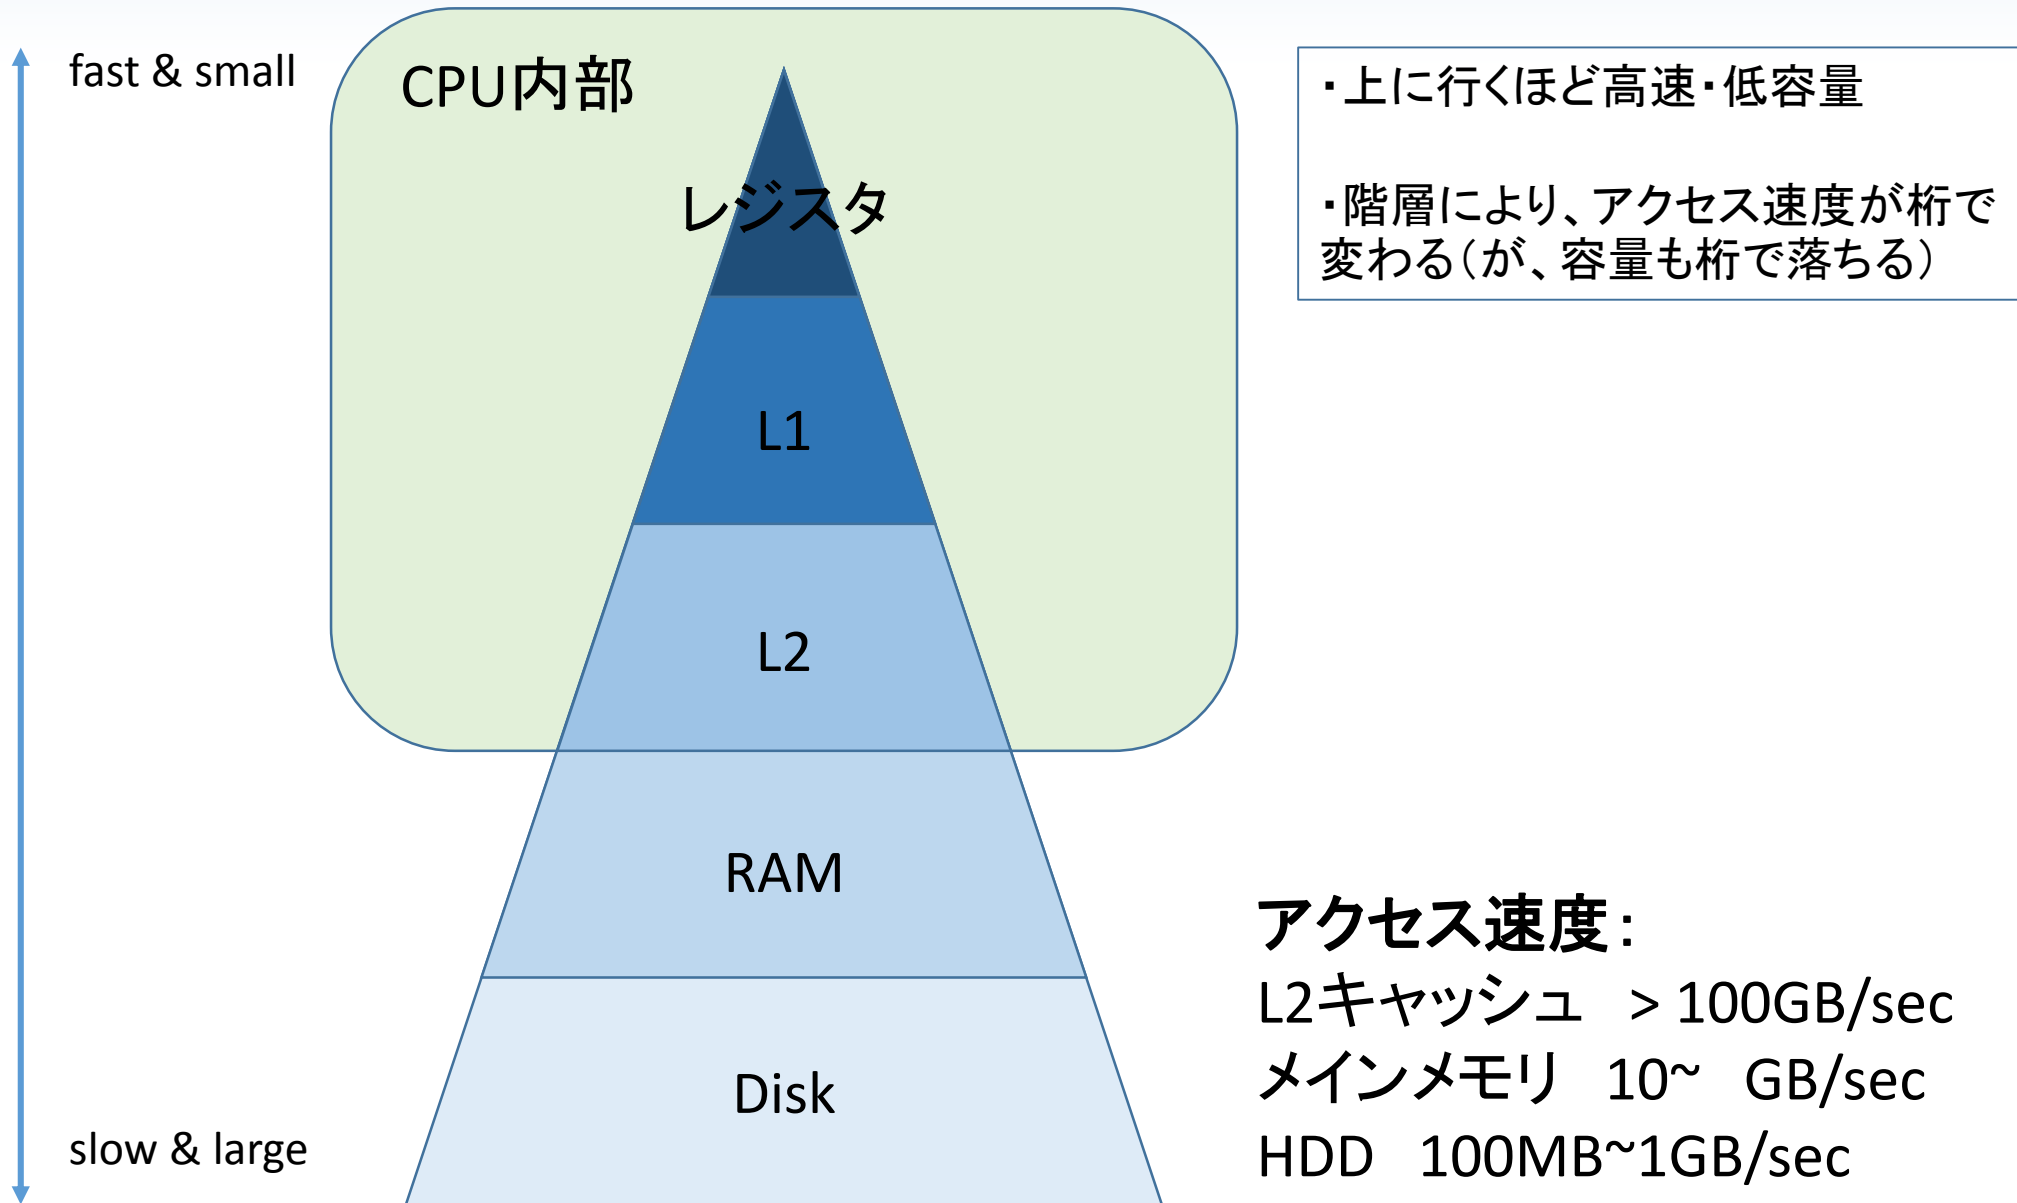 fast & small
CPU内部
レジスタ
L1
L2
RAM
Disk
slow & large
・上に行くほど高速・低容量
・階層により、アクセス速度が桁で
変わる（が、容量も桁で落ちる）
アクセス速度：
L2キャッシュ > 100GB/sec
メインメモリ 10~ GB/sec
HDD 100MB~1GB/sec